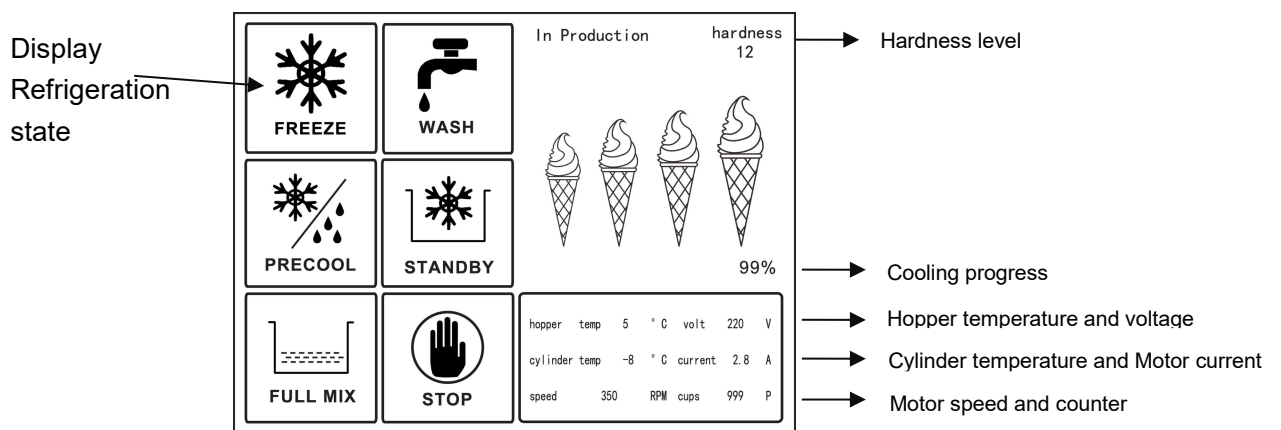 Display
Refrigeration
state
FREEZE
WASH
PRECOOL
STANDBY
FULL MIX
STOP
In Production
hardness
12
99%
hopper temp 5 °C volt 220 V
cylinder temp -8 °C current 2.8 A
speed 350 RPM cups 999 P
Hardness level
Cooling progress
Hopper temperature and voltage
Cylinder temperature and Motor current
Motor speed and counter